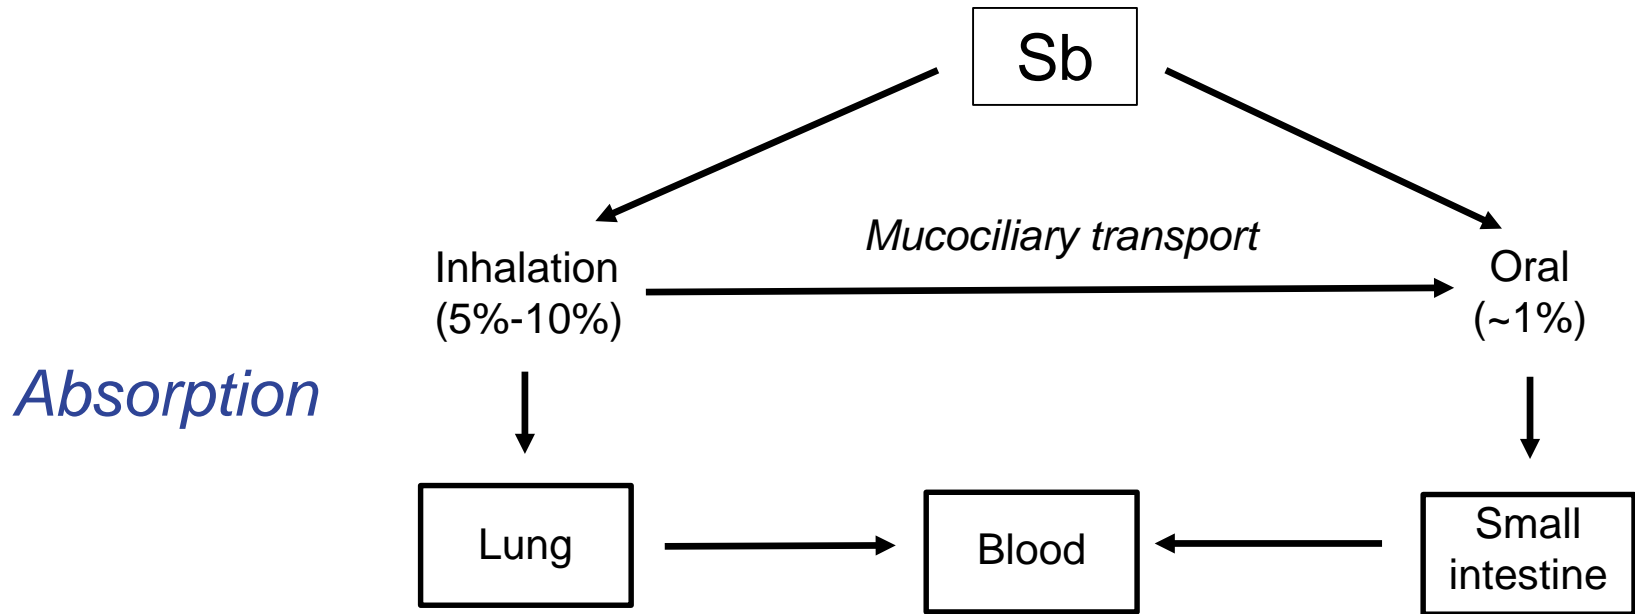 Sb
Mucociliary transport
Inhalation
(5%-10%)
Oral
(~1%)
Absorption
Lung
Blood
Small
intestine